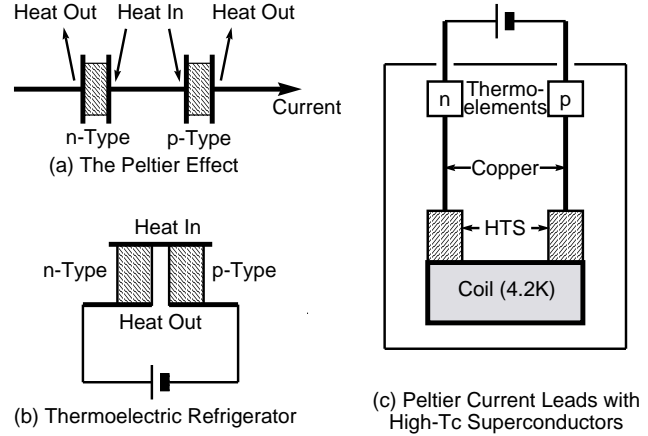 Heat Out Heat In Heat Out
Current
n-Type p-Type
(a) The Peltier Effect
Heat In
n-Type p-Type
Heat Out
(b) Thermoelectric Refrigerator
n Thermo-
elements p
Copper
HTS
Coil (4.2K)
(c) Peltier Current Leads with
High-Tc Superconductors